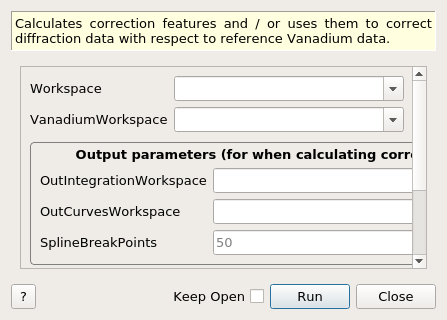 Calculates correction features and / or uses them to correct
diffraction data with respect to reference Vanadium data.
Workspace
VanadiumWorkspace
Output parameters (for when calculating corr
OutIntegrationWorkspace
OutCurvesWorkspace
SplineBreakPoints 50
? Keep Open Run Close